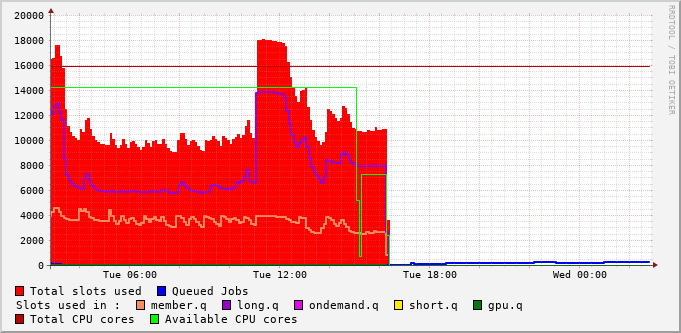 20000
18000
16000
14000
12000
10000
8000
6000
4000
2000
0
Tue 06:00 Tue 12:00 Tue 18:00 Wed 00:00
RRDTOOL / TOBI OETIKER
Total slots used Queued Jobs
Slots used in : member.q long.q ondemand.q short.q gpu.q
Total CPU cores Available CPU cores